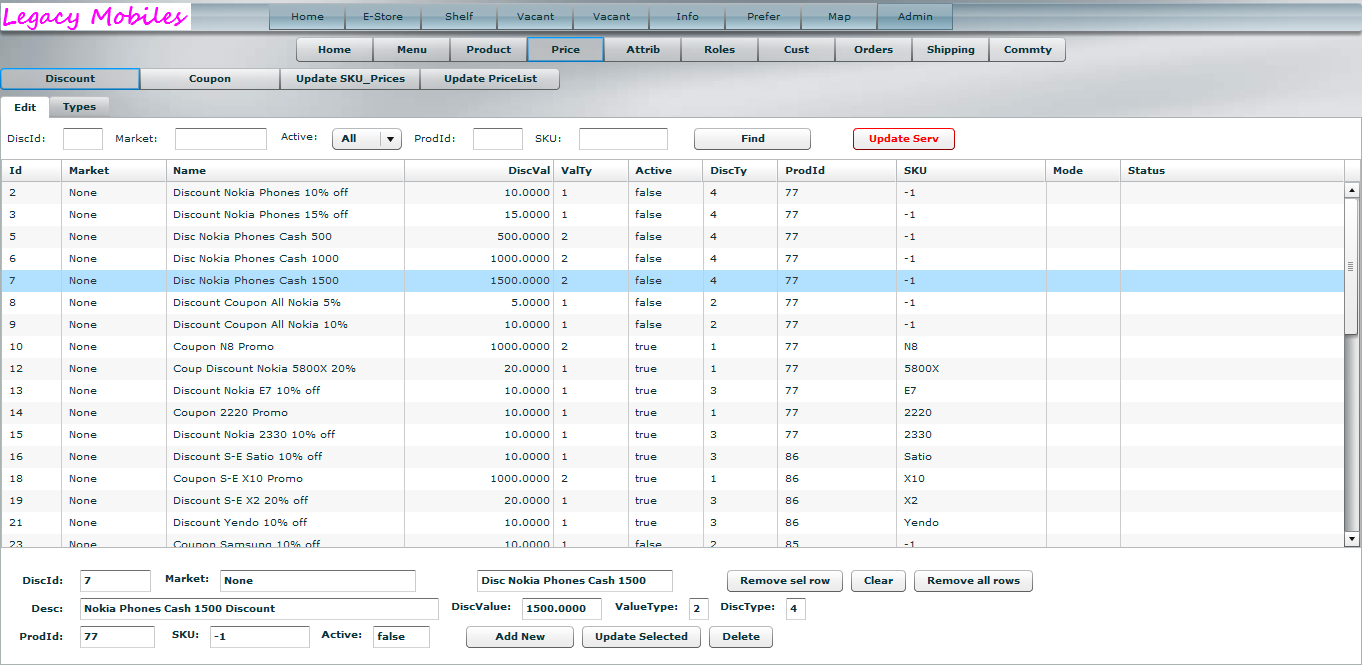 Legacy Mobiles
Home E-Store Shelf Vacant Vacant Info Prefer Map Admin
Home Menu Product Price Attrib Roles Cust Orders Shipping Commty
Discount Coupon Update SKU_Prices Update PriceList
Edit Types
DiscId: Market: Active: All ProdId: SKU: Find Update Serv
Id Market Name DiscVal ValTy Active DiscTy ProdId SKU Mode Status
2 None Discount Nokia Phones 10% off 10.0000 1 false 4 77 -1
3 None Discount Nokia Phones 15% off 15.0000 1 false 4 77 -1
5 None Disc Nokia Phones Cash 500 500.0000 2 false 4 77 -1
6 None Disc Nokia Phones Cash 1000 1000.0000 2 false 4 77 -1
7 None Disc Nokia Phones Cash 1500 1500.0000 2 false 4 77 -1
8 None Discount Coupon All Nokia 5% 5.0000 1 false 2 77 -1
9 None Discount Coupon All Nokia 10% 10.0000 1 false 2 77 -1
10 None Coupon N8 Promo 1000.0000 2 true 1 77 N8
12 None Coup Discount Nokia 5800X 20% 20.0000 1 true 1 77 5800X
13 None Discount Nokia E7 10% off 10.0000 1 true 3 77 E7
14 None Coupon 2220 Promo 10.0000 1 true 1 77 2220
15 None Discount Nokia 2330 10% off 10.0000 1 true 3 77 2330
16 None Discount S-E Satio 10% off 10.0000 1 true 3 86 Satio
18 None Coupon S-E X10 Promo 1000.0000 2 true 1 86 X10
19 None Discount S-E X2 20% off 20.0000 1 true 3 86 X2
21 None Discount Yendo 10% off 10.0000 1 true 3 86 Yendo
23 None Coupon Samsung 10% off 10.0000 1 false 2 85 -1
DiscId: 7 Market: None Disc Nokia Phones Cash 1500 Remove sel row Clear Remove all rows
Desc: Nokia Phones Cash 1500 Discount DiscValue: 1500.0000 ValueType: 2 DiscType: 4
ProdId: 77 SKU: -1 Active: false Add New Update Selected Delete